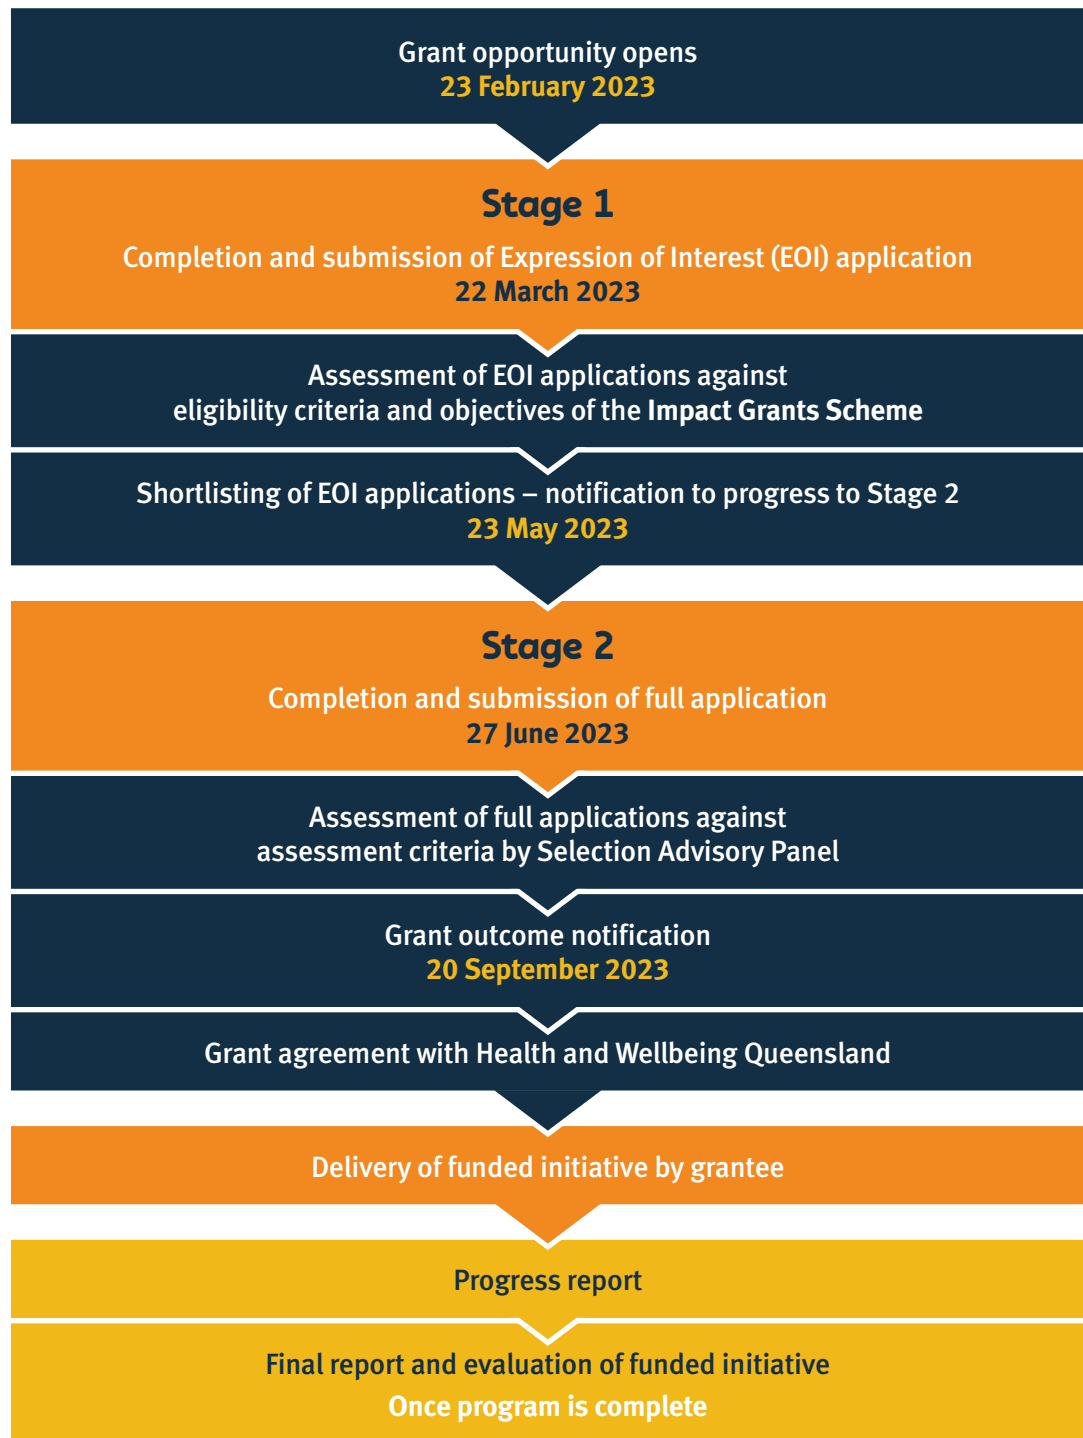 Grant opportunity opens
23 February 2023
Stage 1
Completion and submission of Expression of Interest (EOI) application
22 March 2023
Assessment of EOI applications against
eligibility criteria and objectives of the Impact Grants Scheme
Shortlisting of EOI applications – notification to progress to Stage 2
23 May 2023
Stage 2
Completion and submission of full application
27 June 2023
Assessment of full applications against
assessment criteria by Selection Advisory Panel
Grant outcome notification
20 September 2023
Grant agreement with Health and Wellbeing Queensland
Delivery of funded initiative by grantee
Progress report
Final report and evaluation of funded initiative
Once program is complete